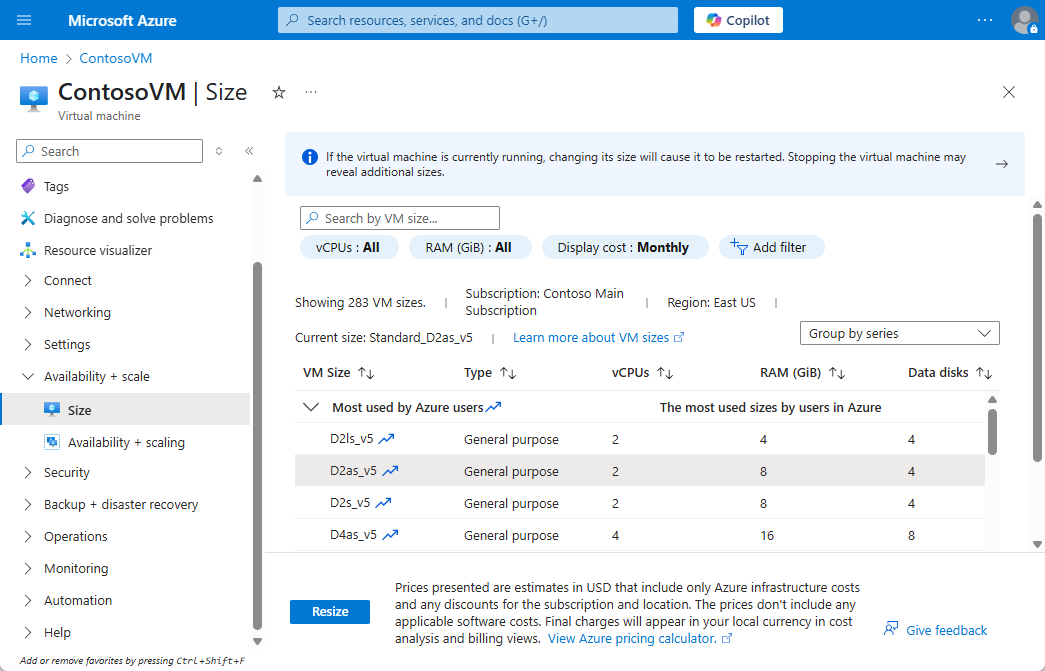 Microsoft Azure
Search resources, services, and docs (G+/)
Copilot
Home > ContosoVM
ContosoVM | Size
Virtual machine
Search
Tags
Diagnose and solve problems
Resource visualizer
Connect
Networking
Settings
Availability + scale
Size
Availability + scaling
Security
Backup + disaster recovery
Operations
Monitoring
Automation
Help
Add or remove favorites by pressing Ctrl+Shift+F
If the virtual machine is currently running, changing its size will cause it to be restarted. Stopping the virtual machine may
reveal additional sizes.
Search by VM size...
vCPUs : All
RAM (GiB) : All
Display cost : Monthly
Add filter
Showing 283 VM sizes. |
Subscription: Contoso Main
Subscription
| Region: East US |
Current size: Standard_D2as_v5 | Learn more about VM sizes
Group by series
VM Size Type vCPUs RAM (GiB) Data disks
Most used by Azure users The most used sizes by users in Azure
D2ls_v5 General purpose 2 4 4
D2as_v5 General purpose 2 8 4
D2s_v5 General purpose 2 8 4
D4as_v5 General purpose 4 16 8
Resize
Prices presented are estimates in USD that include only Azure infrastructure costs
and any discounts for the subscription and location. The prices don't include any
applicable software costs. Final charges will appear in your local currency in cost
analysis and billing views. View Azure pricing calculator.
Give feedback